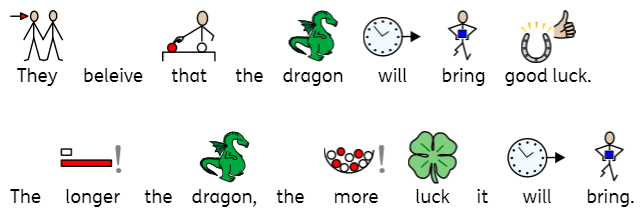 They beleive that the dragon will bring good luck.
The longer the dragon, the more luck it will bring.